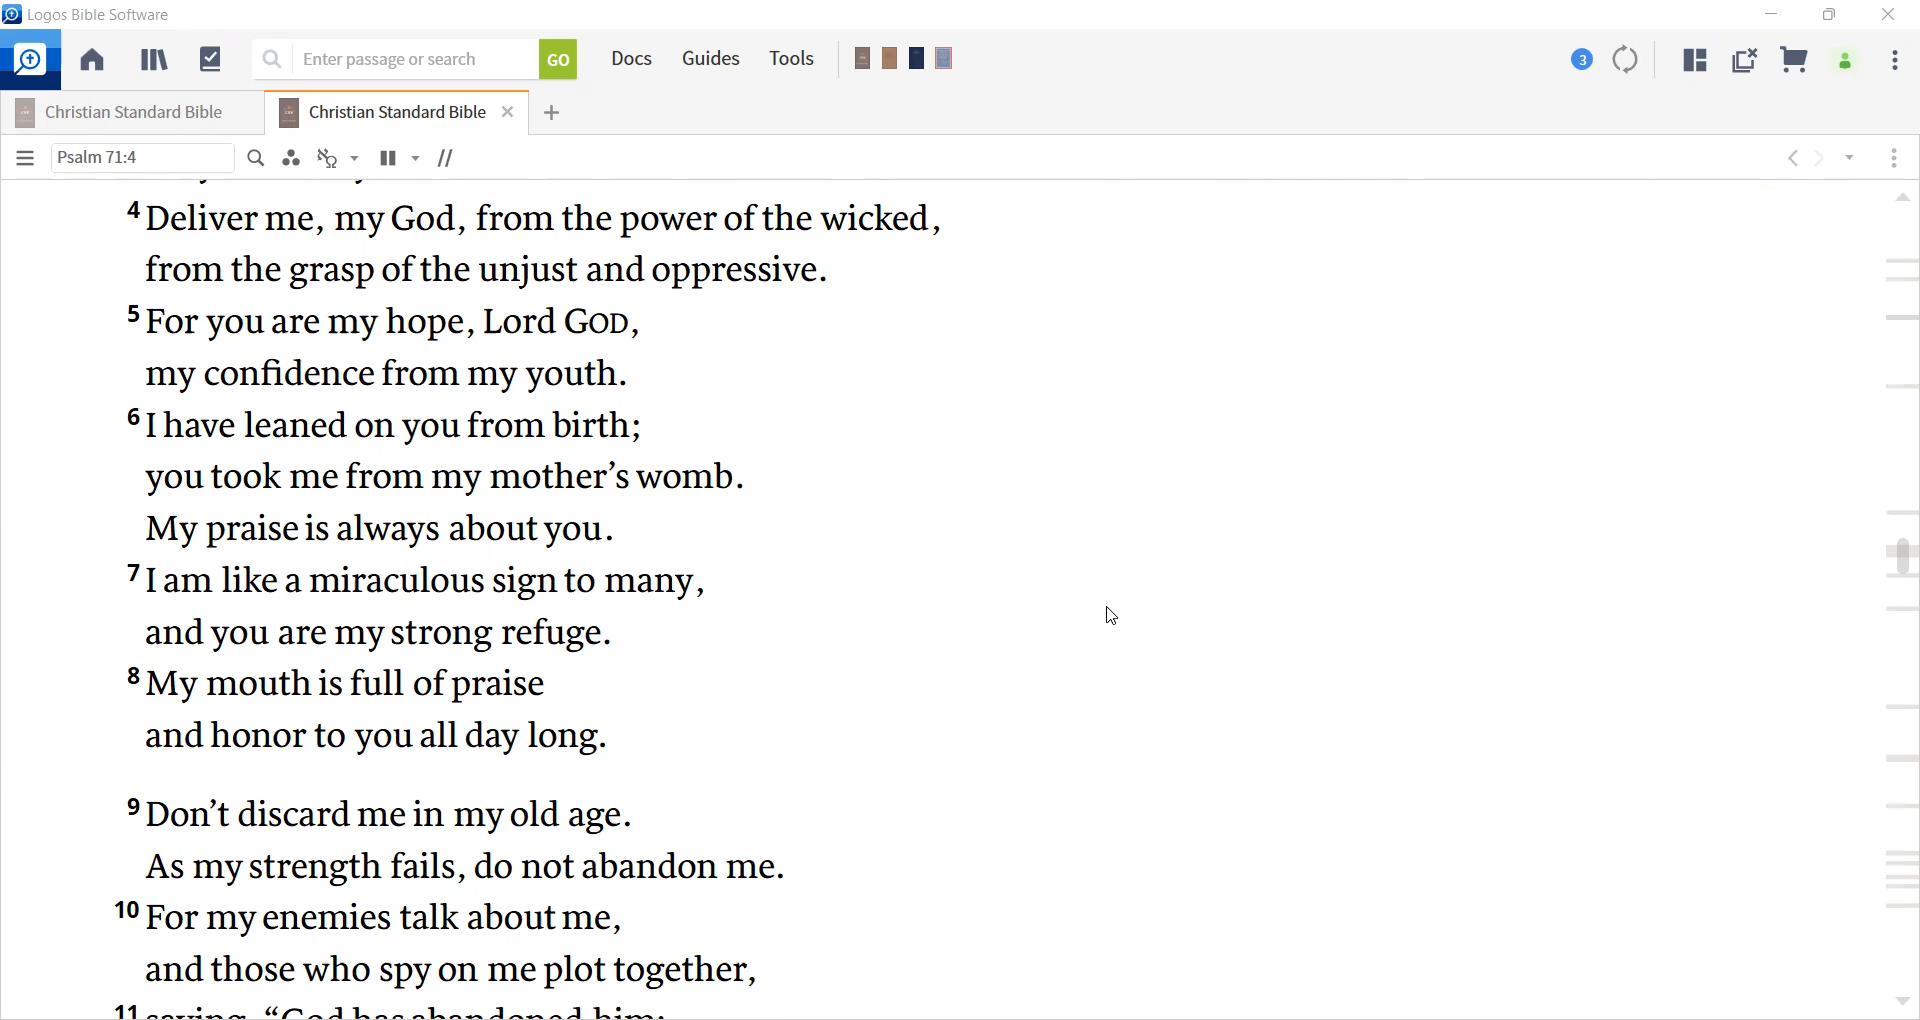 Logos Bible Software
Enter passage or search
GO
Docs
Guides
Tools
3
Christian Standard Bible
Christian Standard Bible
Psalm 71:4
4 Deliver me, my God, from the power of the wicked,
from the grasp of the unjust and oppressive.
5 For you are my hope, Lord GOD,
my confidence from my youth.
6 I have leaned on you from birth;
you took me from my mother’s womb.
My praise is always about you.
7 I am like a miraculous sign to many,
and you are my strong refuge.
8 My mouth is full of praise
and honor to you all day long.
9 Don’t discard me in my old age.
As my strength fails, do not abandon me.
10 For my enemies talk about me,
and those who spy on me plot together,
11 saying, “God has abandoned him;